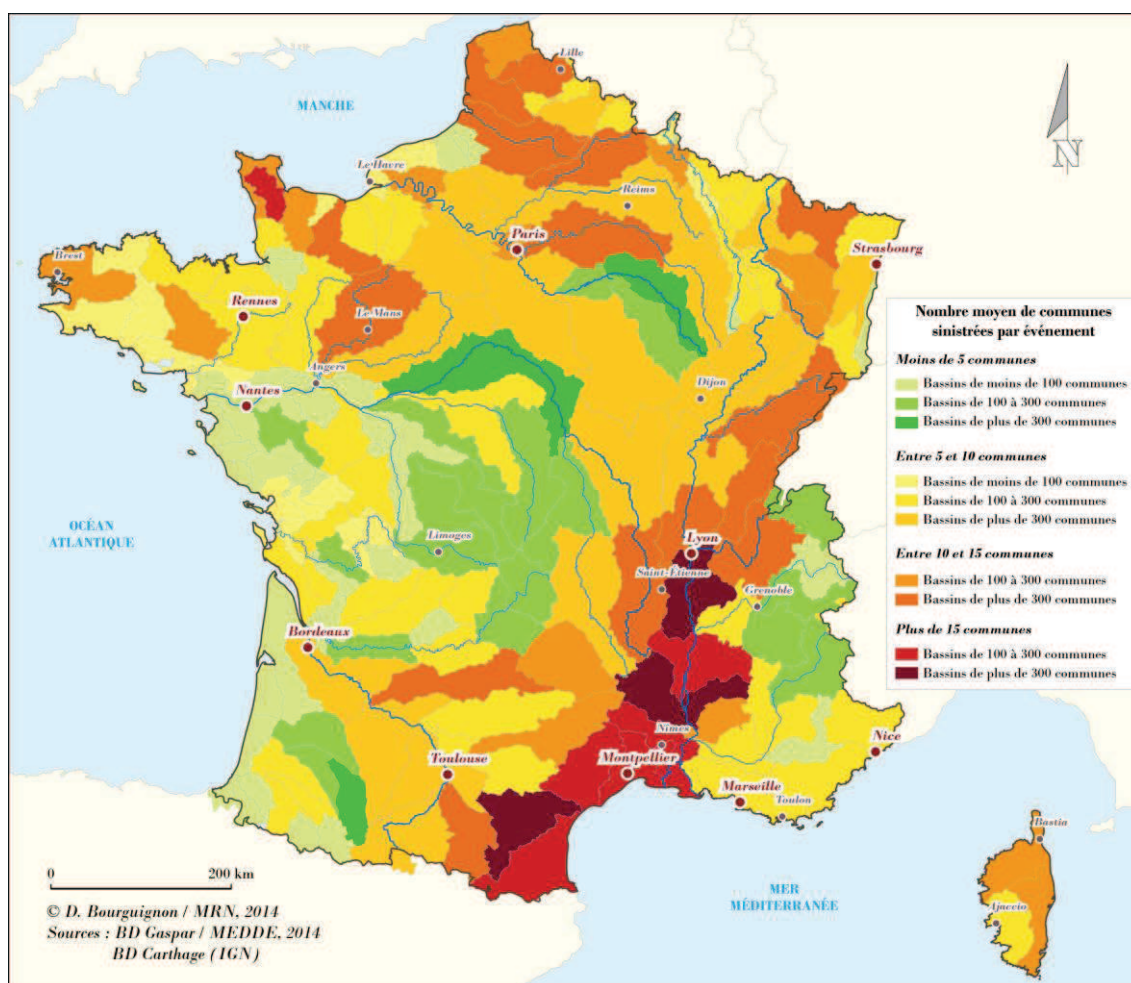 Lille
MANCHE
Le Havre
Reims
Paris
Strasbourg
Brest
Rennes
Le Mans
Angers
Nantes
Dijon
OCÉAN
ATLANTIQUE
Limoges
Lyon
Saint-Étienne
Grenoble
Bordeaux
Nîmes
Nice
Toulouse
Montpellier
Marseille
Toulon
Bastia
Ajaccio
MER
MÉDITERRANÉE
N
Nombre moyen de communes
sinistrées par événement
Moins de 5 communes
Bassins de moins de 100 communes
Bassins de 100 à 300 communes
Bassins de plus de 300 communes
Entre 5 et 10 communes
Bassins de moins de 100 communes
Bassins de 100 à 300 communes
Bassins de plus de 300 communes
Entre 10 et 15 communes
Bassins de 100 à 300 communes
Bassins de plus de 300 communes
Plus de 15 communes
Bassins de 100 à 300 communes
Bassins de plus de 300 communes
0 200 km
© D. Bourguignon / MRN, 2014
Sources : BD Gaspar / MEDDE, 2014
BD Carthage (IGN)